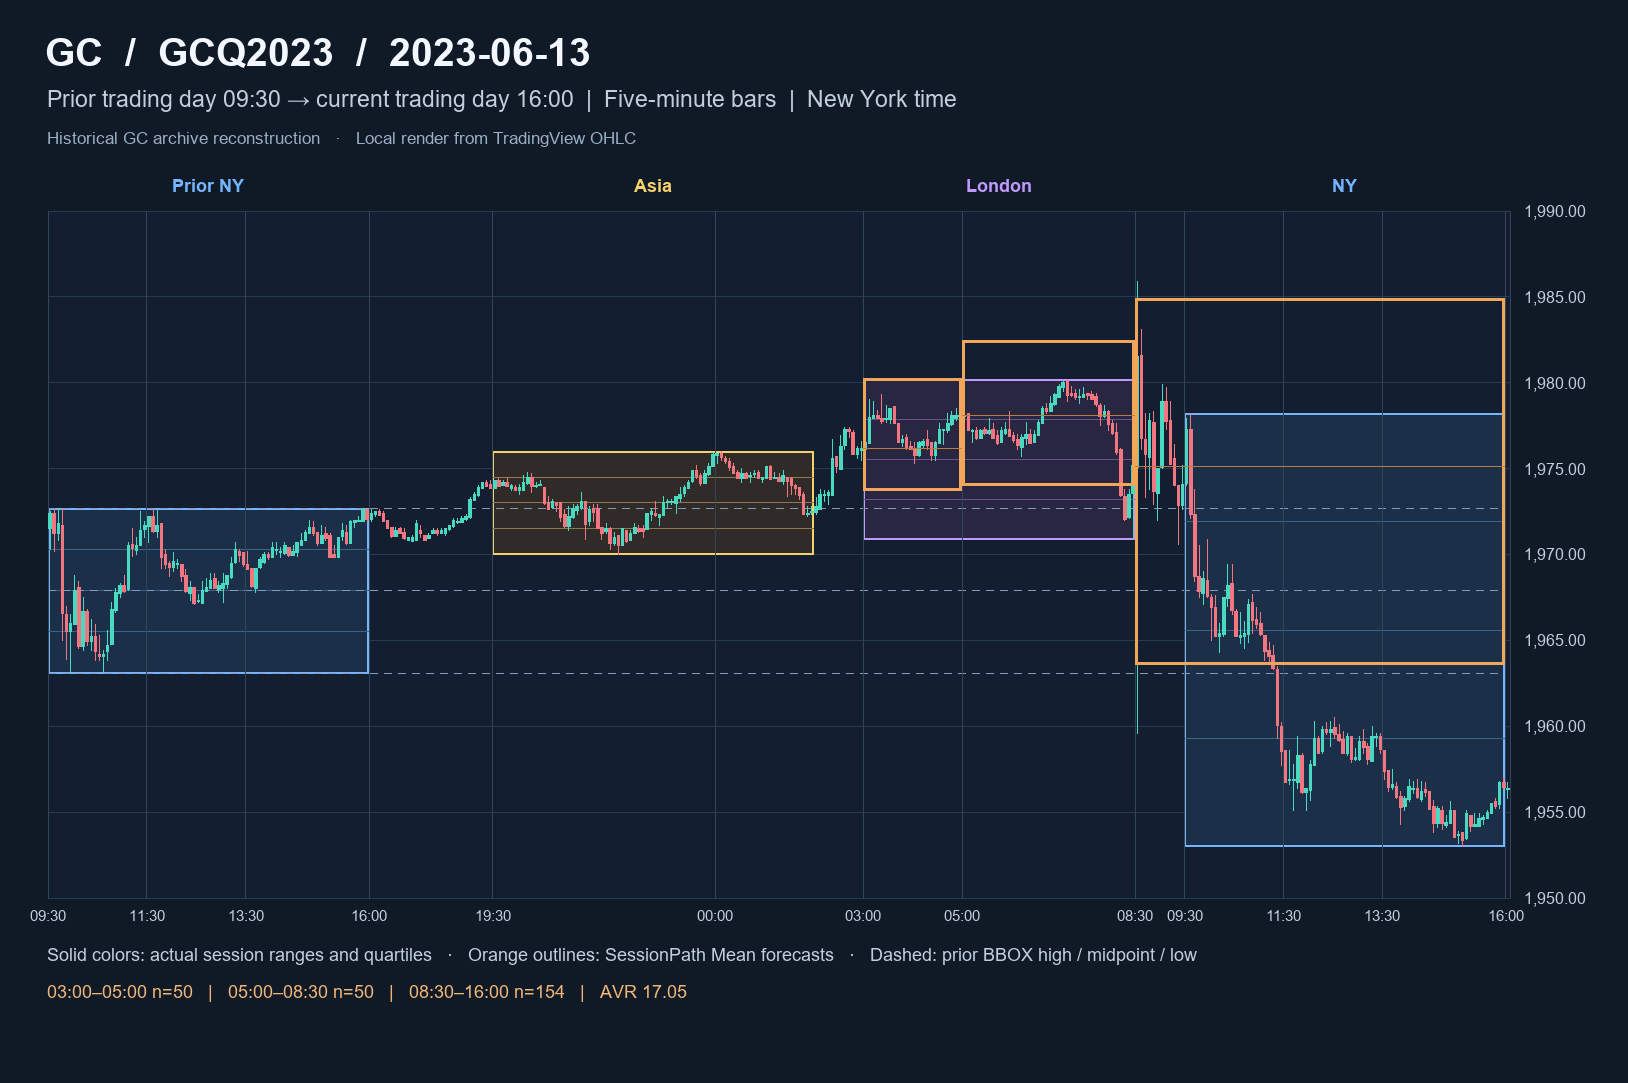 GC / GCQ2023 / 2023-06-13
Prior trading day 09:30 → current trading day 16:00 | Five-minute bars | New York time
Historical GC archive reconstruction · Local render from TradingView OHLC
Prior NY Asia London NY
1,990.00
1,985.00
1,980.00
1,975.00
1,970.00
1,965.00
1,960.00
1,955.00
1,950.00
09:30 11:30 13:30 16:00 19:30 00:00 03:00 05:00 08:30 09:30 11:30 13:30 16:00
Solid colors: actual session ranges and quartiles · Orange outlines: SessionPath Mean forecasts · Dashed: prior BBOX high / midpoint / low
03:00–05:00 n=50 | 05:00–08:30 n=50 | 08:30–16:00 n=154 | AVR 17.05